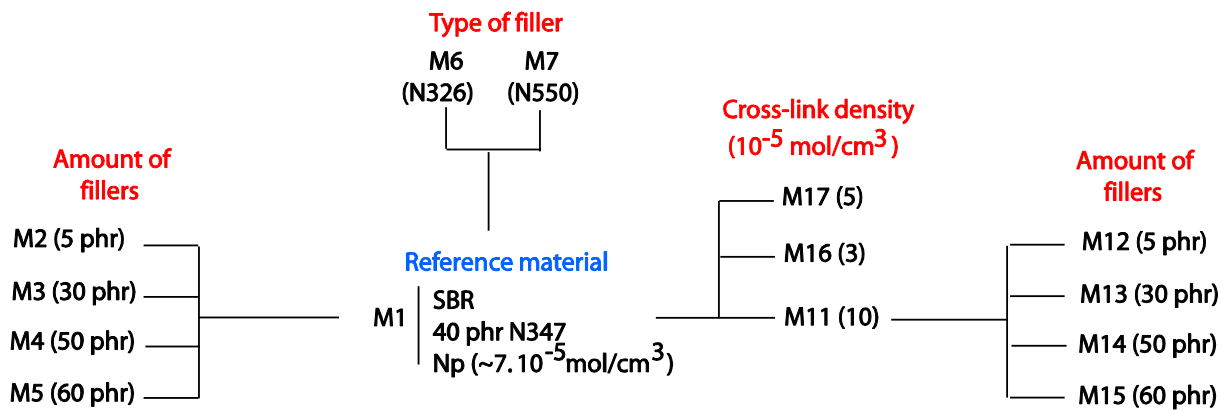 Type of filler
M6 M7
(N326) (N550)
Amount of
fillers
M2 (5 phr)
M3 (30 phr)
M4 (50 phr)
M5 (60 phr)
Reference material
M1
SBR
40 phr N347
Np (~7.10⁻⁵mol/cm³)
Cross-link density
(10⁻⁵ mol/cm³)
M17 (5)
M16 (3)
M11 (10)
Amount of
fillers
M12 (5 phr)
M13 (30 phr)
M14 (50 phr)
M15 (60 phr)